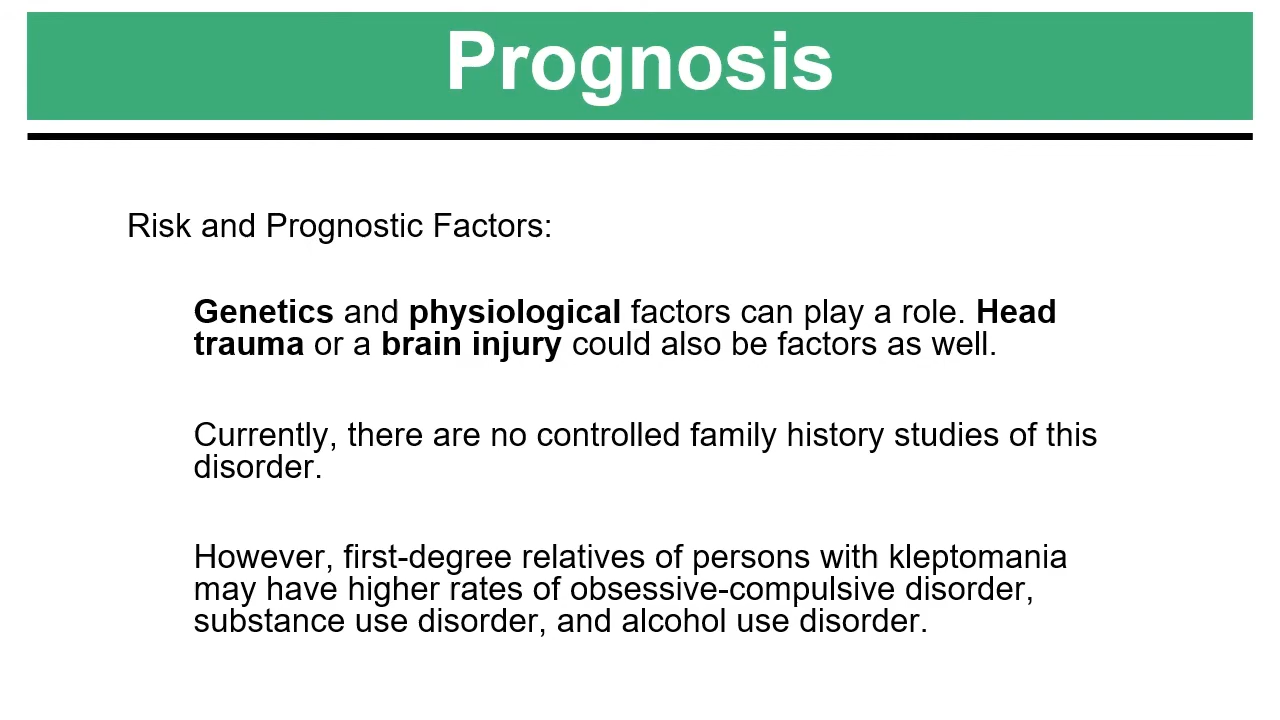 Prognosis
Risk and Prognostic Factors:
Genetics and physiological factors can play a role. Head
trauma or a brain injury could also be factors as well.
Currently, there are no controlled family history studies of this
disorder.
However, first-degree relatives of persons with kleptomania
may have higher rates of obsessive-compulsive disorder,
substance use disorder, and alcohol use disorder.